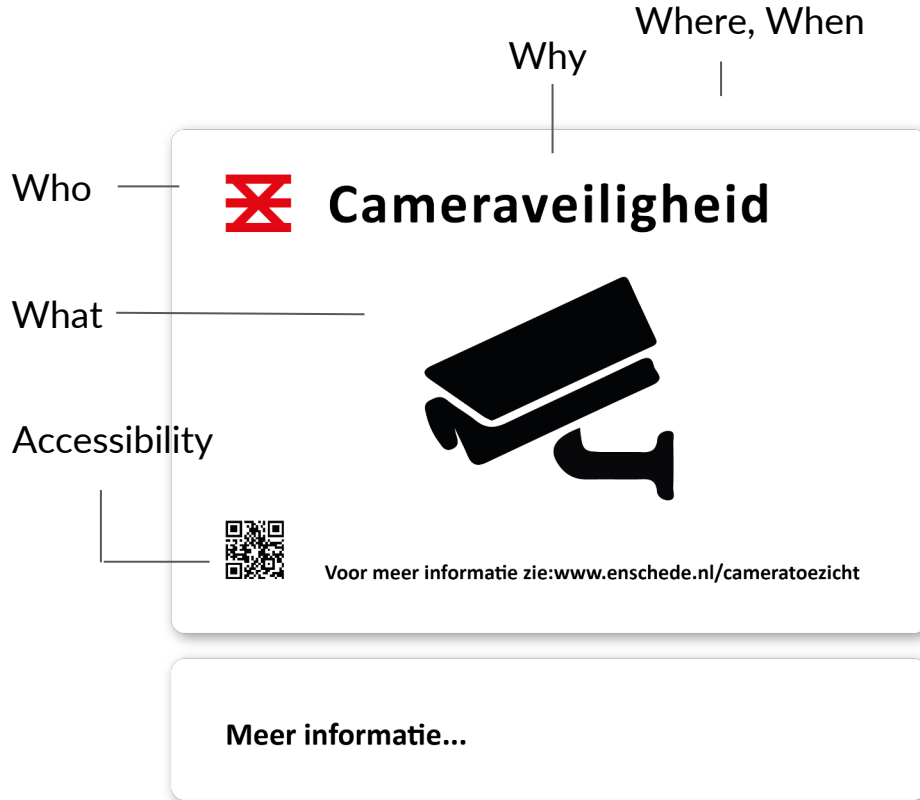 Where, When
Why
Who
Cameraveiligheid
What
Accessibility
Voor meer informatie zie:www.enschede.nl/cameratoezicht
Meer informatie...